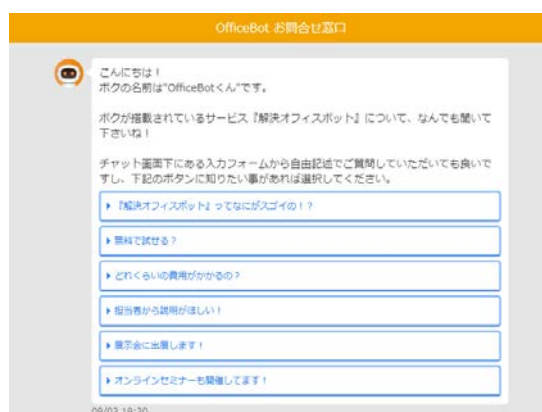 OfficeBot お問合せ窓口
こんにちは！
ボクの名前は"OfficeBotくん"です。
ボクが搭載されているサービス『解決オフィスボット』について、なんでも聞いて
下さいね！
チャット画面下にある入力フォームから自由記述でご質問していただいても良いで
すし、下記のボタンに知りたい事があれば選択してください。
『解決オフィスボット』ってなにがスゴイの！？
無料で試せる？
どれくらいの費用がかかるの？
担当者から説明がほしい！
展示会に出展します！
オンラインセミナーも開催してます！
09/03 19:20